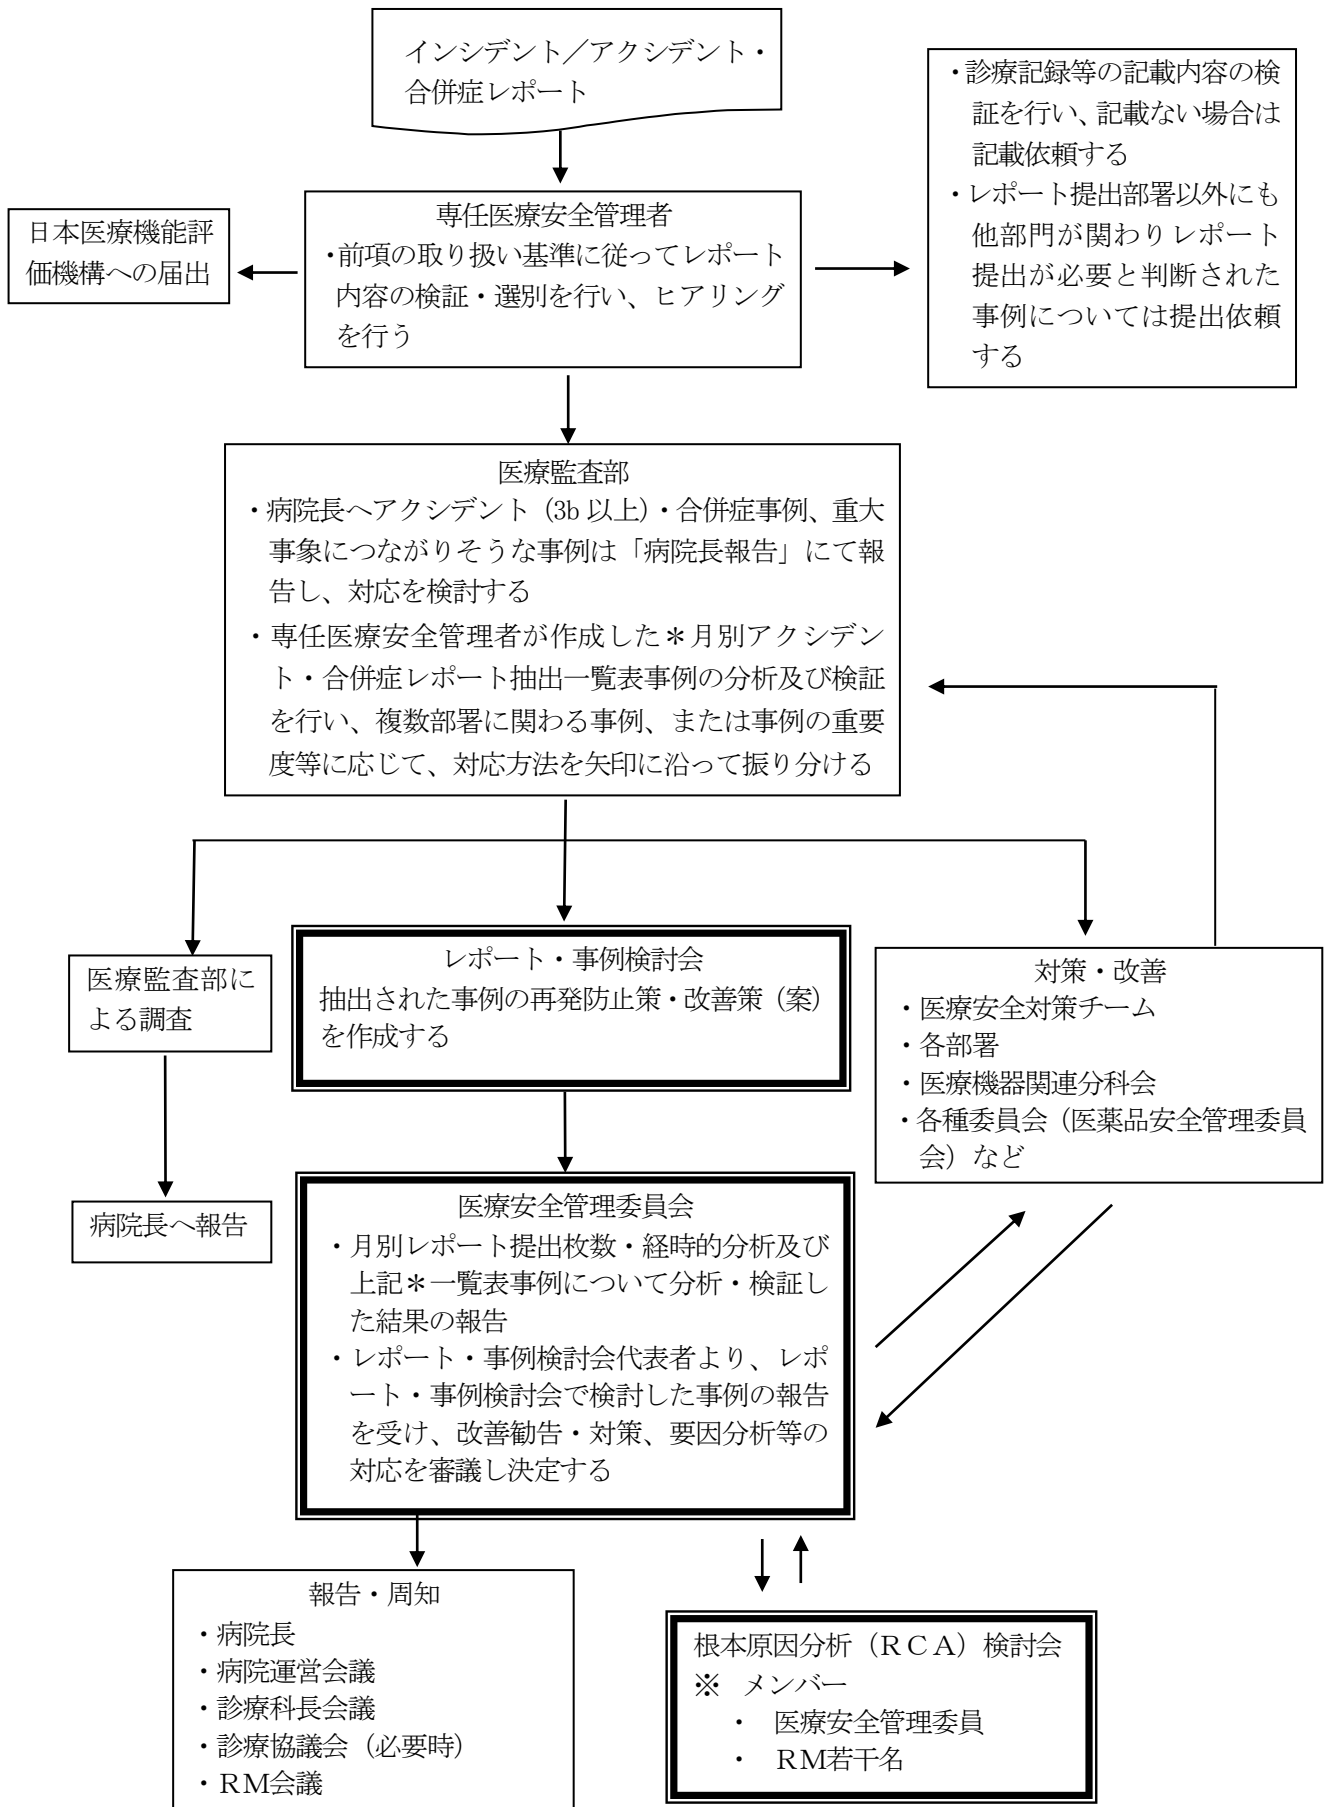 インシデント／アクシデント・
合併症レポート
・診療記録等の記載内容の検
証を行い、記載ない場合は
記載依頼する
・レポート提出部署以外にも
他部門が関わりレポート
提出が必要と判断された
事例については提出依頼
する
日本医療機能評
価機構への届出
専任医療安全管理者
・前項の取り扱い基準に従ってレポート
内容の検証・選別を行い、ヒアリング
を行う
医療監査部
・病院長へアクシデント（3b 以上）・合併症事例、重大
事象につながりそうな事例は「病院長報告」にて報
告し、対応を検討する
・専任医療安全管理者が作成した＊月別アクシデン
ト・合併症レポート抽出一覧表事例の分析及び検証
を行い、複数部署に関わる事例、または事例の重要
度等に応じて、対応方法を矢印に沿って振り分ける
医療監査部に
よる調査
レポート・事例検討会
抽出された事例の再発防止策・改善策（案）
を作成する
対策・改善
・医療安全対策チーム
・各部署
・医療機器関連分科会
・各種委員会（医薬品安全管理委員
会）など
病院長へ報告
医療安全管理委員会
・月別レポート提出枚数・経時的分析及び
上記＊一覧表事例について分析・検証し
た結果の報告
・レポート・事例検討会代表者より、レポ
ート・事例検討会で検討した事例の報告
を受け、改善勧告・対策、要因分析等の
対応を審議し決定する
報告・周知
・病院長
・病院運営会議
・診療科長会議
・診療協議会（必要時）
・ＲＭ会議
根本原因分析（ＲＣＡ）検討会
※　メンバー
・　医療安全管理委員
・　ＲＭ若干名